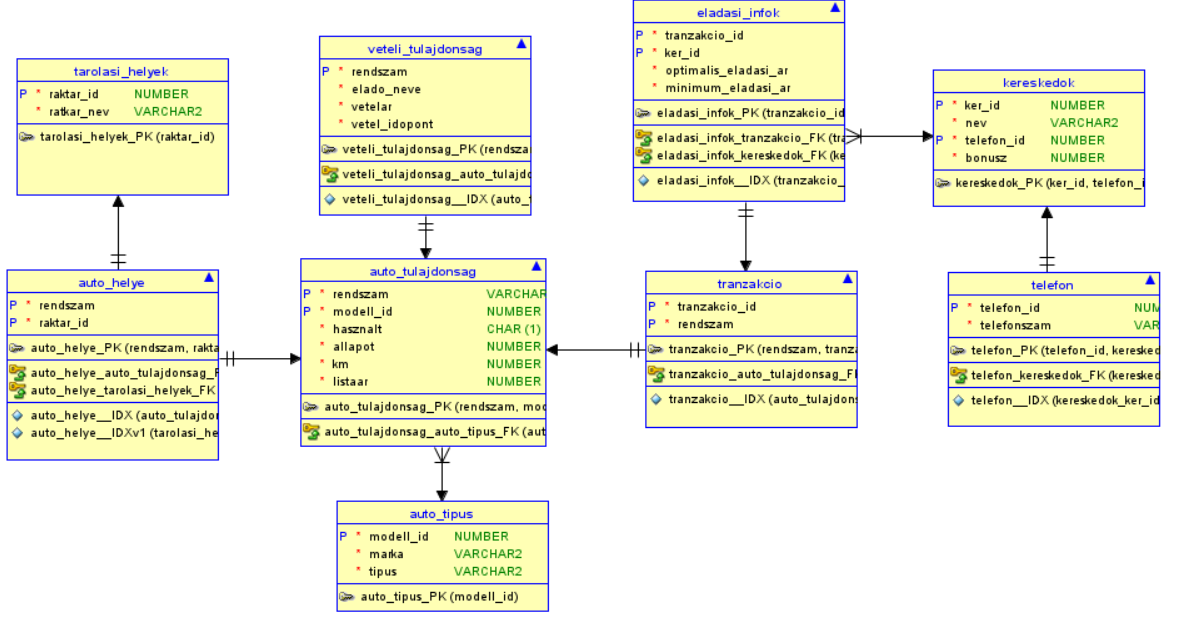 tarolasi_helyek
P * raktar_id NUMBER
* ratkar_nev VARCHAR2
tarolasi_helyek_PK (raktar_id)
veteli_tulajdonsag
P * rendszam
* elado_neve
* vetelar
* vetel_idopont
veteli_tulajdonsag_PK (rendsza
veteli_tulajdonsag_auto_tulajdo
veteli_tulajdonsag__IDX (auto_
eladasi_infok
P * tranzakcio_id
P * ker_id
* optimalis_eladasi_ar
* minimum_eladasi_ar
eladasi_infok_PK (tranzakcio_id
eladasi_infok_tranzakcio_FK (tra
eladasi_infok_kereskedok_FK (ke
eladasi_infok__IDX (tranzakcio_
kereskedok
P * ker_id NUMBER
* nev VARCHAR2
P * telefon_id NUMBER
* bonusz NUMBER
kereskedok_PK (ker_id, telefon_i
auto_helye
P * rendszam
P * raktar_id
auto_helye_PK (rendszam, rakta
auto_helye_auto_tulajdonsag_F
auto_helye_tarolasi_helyek_FK
auto_helye__IDX (auto_tulajdo
auto_helye__IDXv1 (tarolasi_he
auto_tulajdonsag
P * rendszam VARCHAR
P * modell_id NUMBER
* hasznalt CHAR (1)
* allapot NUMBER
* km NUMBER
* listaar NUMBER
auto_tulajdonsag_PK (rendszam, mod
auto_tulajdonsag_auto_tipus_FK (aut
tranzakcio
P * tranzakcio_id
P * rendszam
tranzakcio_PK (rendszam, tranza
tranzakcio_auto_tulajdonsag_F
tranzakcio__IDX (auto_tulajdon
telefon
P * telefon_id NUM
* telefonszam VAR
telefon_PK (telefon_id, keresked
telefon_kereskedok_FK (keresked
telefon__IDX (kereskedok_ker_id
auto_tipus
P * modell_id NUMBER
* marka VARCHAR2
* tipus VARCHAR2
auto_tipus_PK (modell_id)